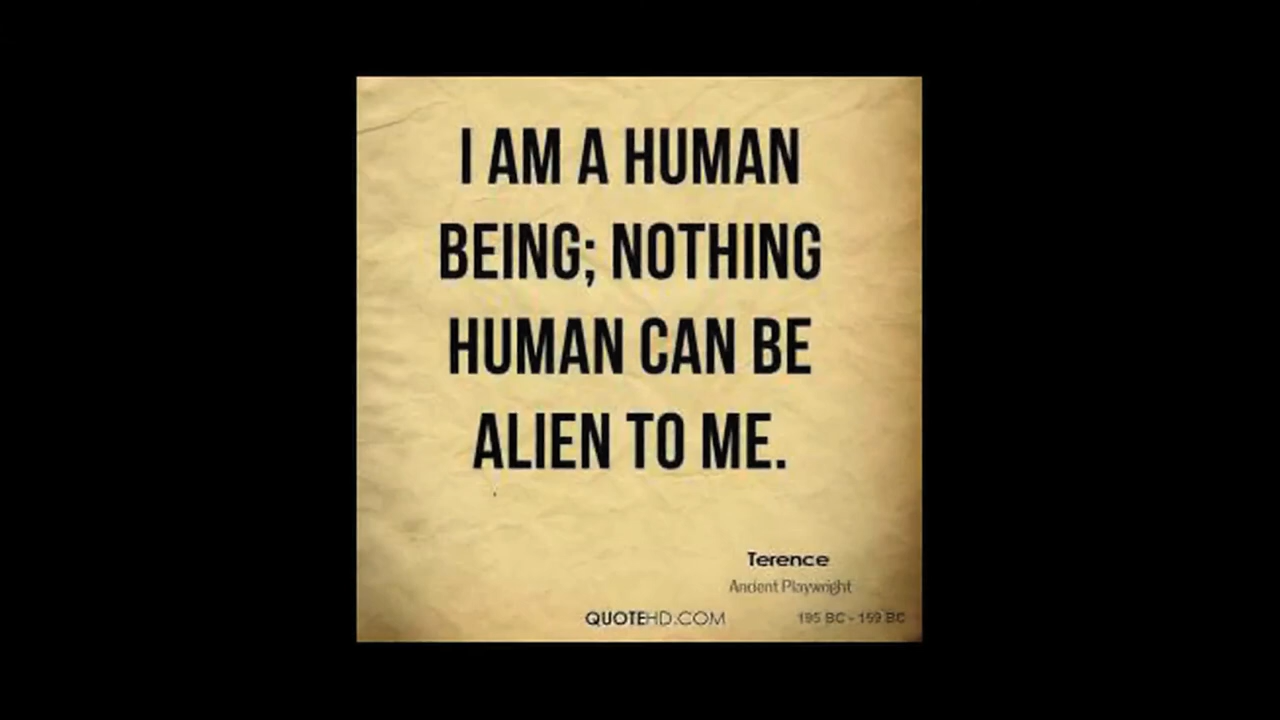 I AM A HUMAN
BEING; NOTHING
HUMAN CAN BE
ALIEN TO ME.
Terence
Ancient Playwright
QUOTEHD.COM
195 BC - 159 BC